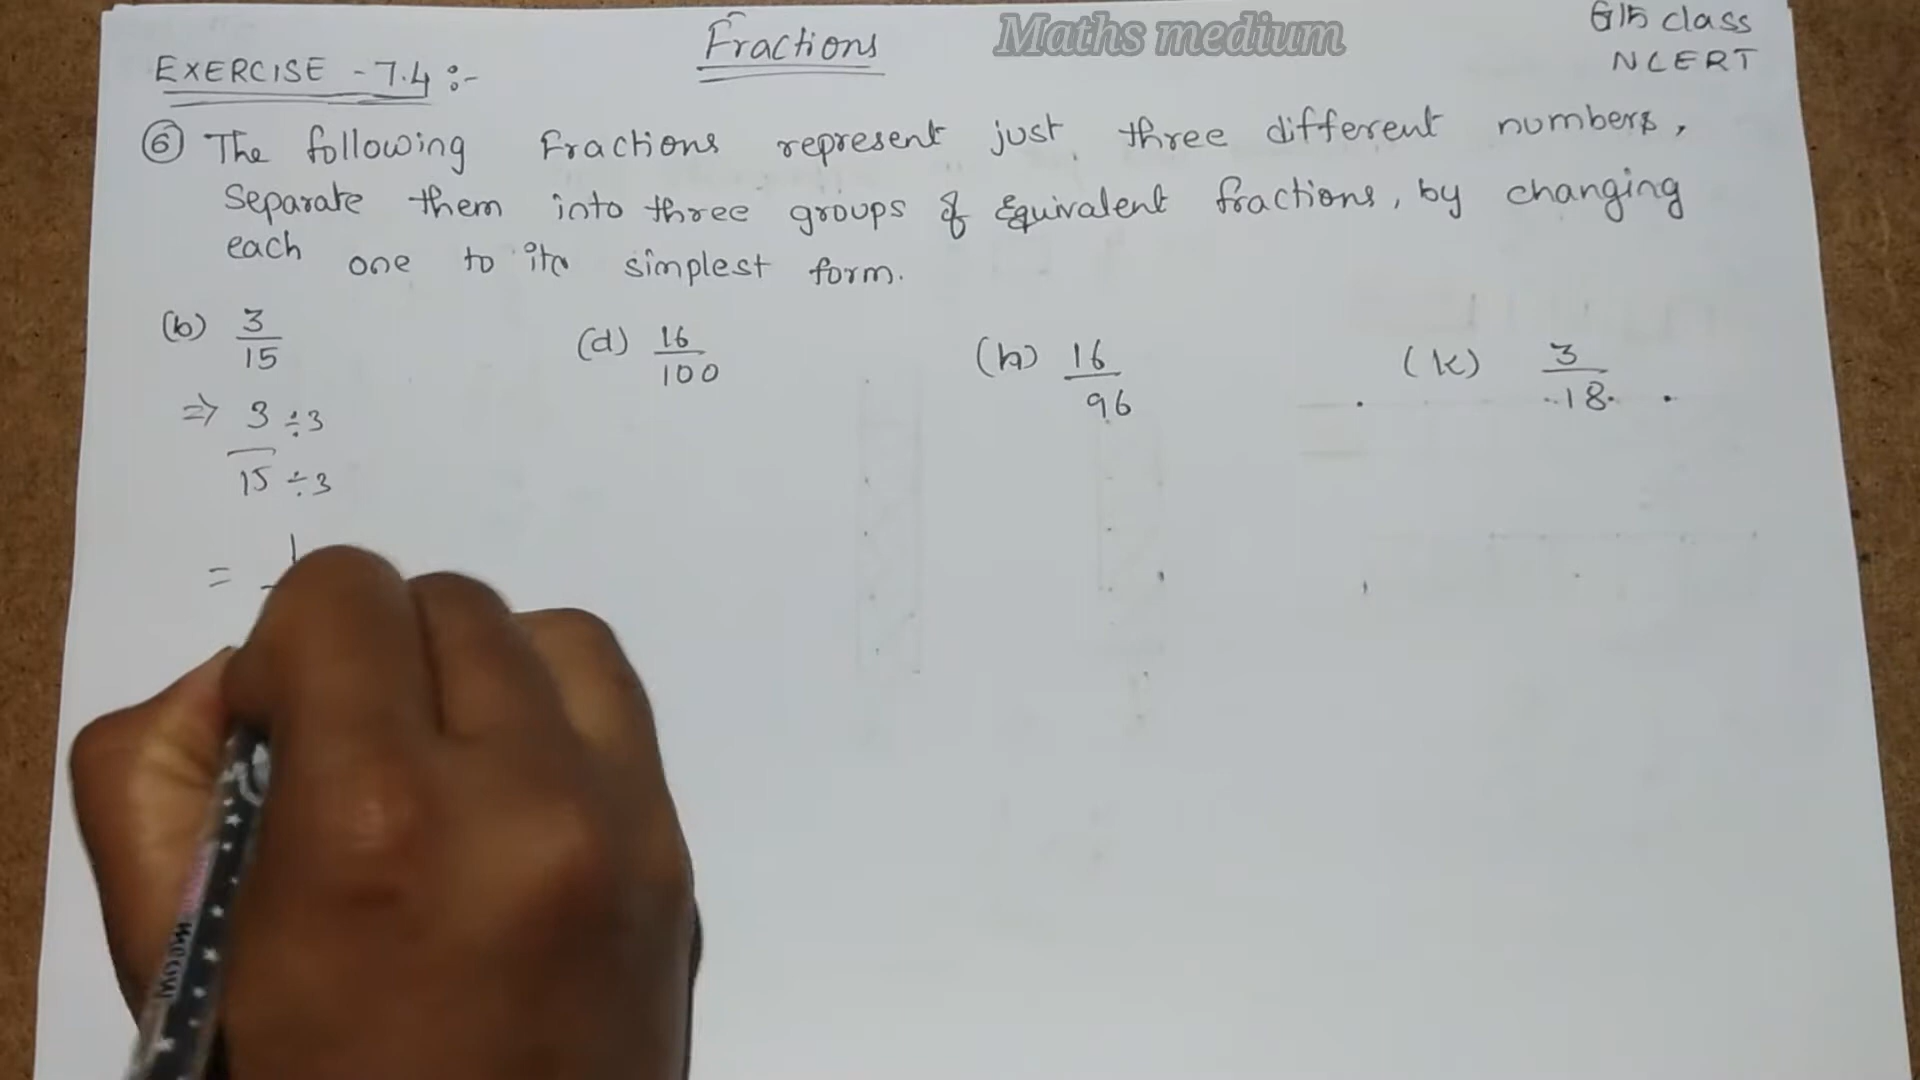 Fractions
Maths medium
6th class
NCERT
EXERCISE - 7.4 :-
⑥ The following fractions represent just three different numbers,
Separate them into three groups of Equivalent fractions, by changing
each one to its simplest form.
(b) 3/15 (d) 16/100 (h) 16/96 (k) 3/18.
⇒ 3 ÷3
15 ÷3
= 1